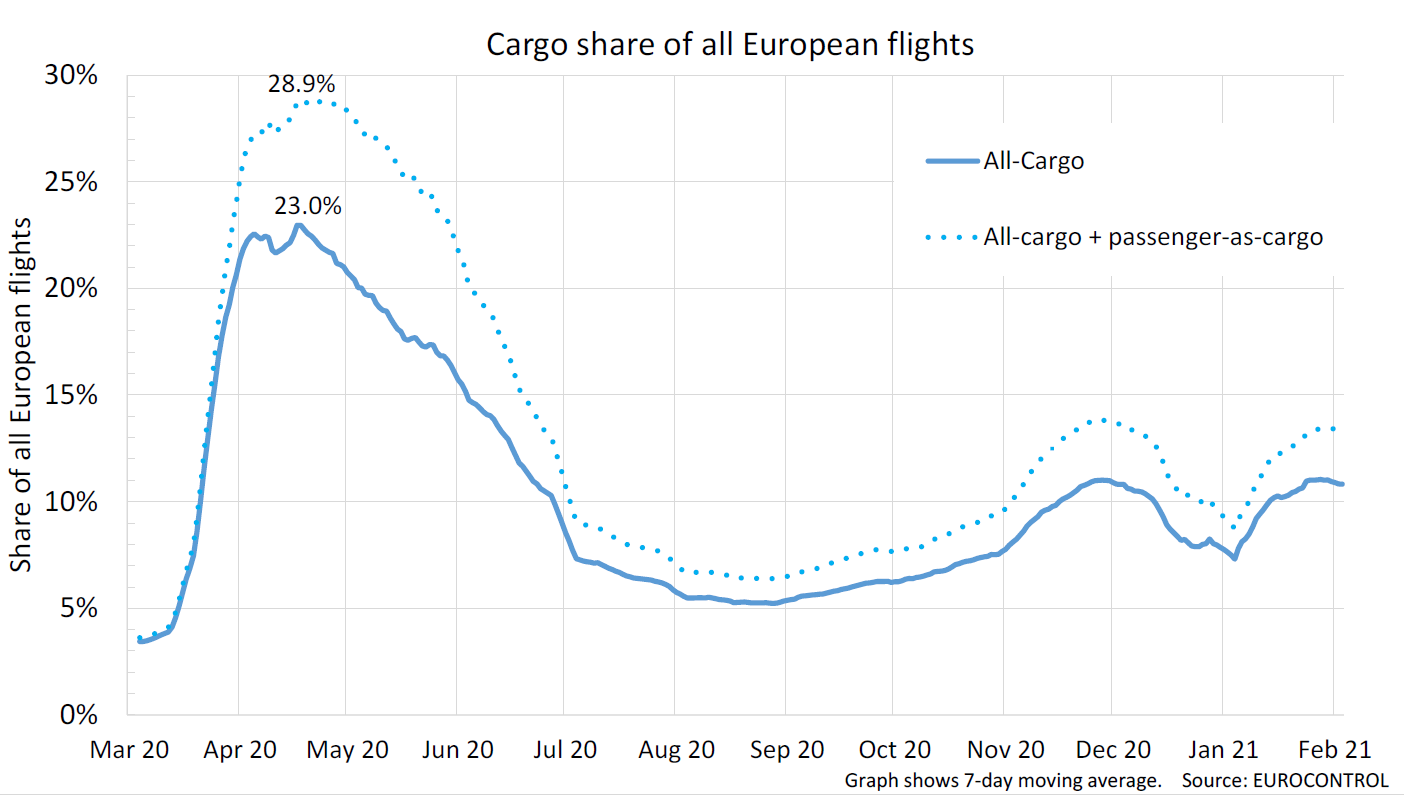 Cargo share of all European flights
Share of all European flights
30%
25%
20%
15%
10%
5%
0%
28.9%
23.0%
All-Cargo
All-cargo + passenger-as-cargo
Mar 20 Apr 20 May 20 Jun 20 Jul 20 Aug 20 Sep 20 Oct 20 Nov 20 Dec 20 Jan 21 Feb 21
Graph shows 7-day moving average. Source: EUROCONTROL